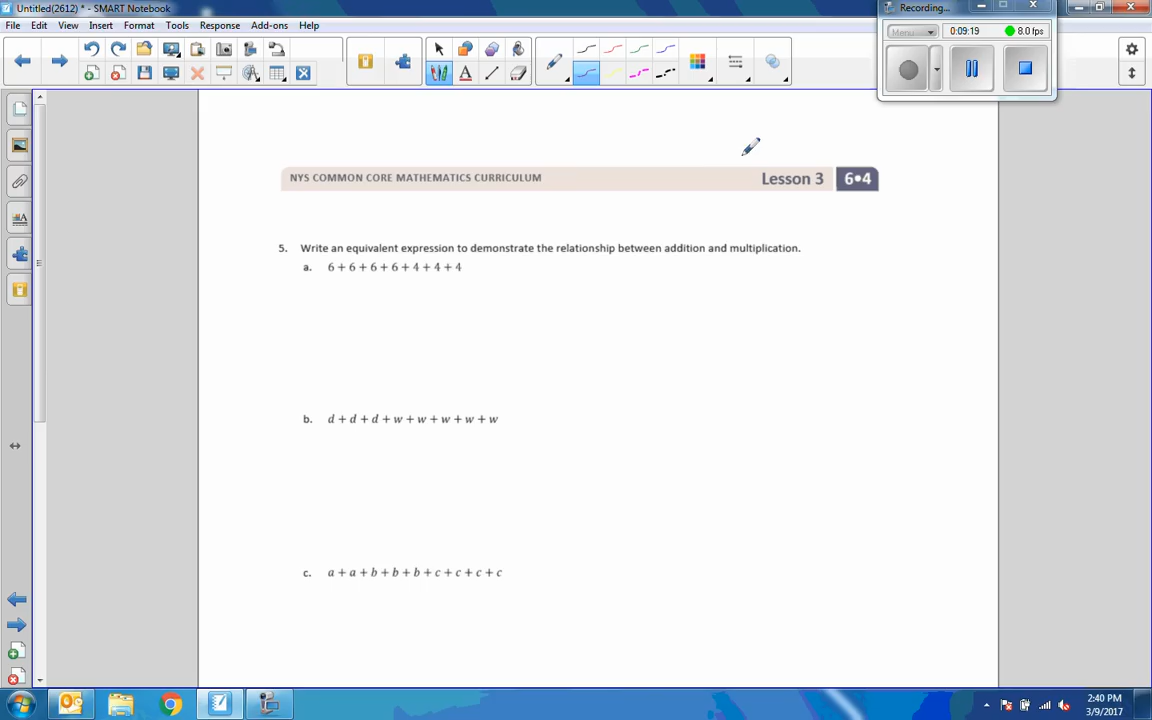 Untitled(2612) * - SMART Notebook
Recording...
File Edit View Insert Format Tools Response Add-ons Help
Menu 0:09:19 8.0 fps
NYS COMMON CORE MATHEMATICS CURRICULUM Lesson 3 6•4
5. Write an equivalent expression to demonstrate the relationship between addition and multiplication.
a. 6 + 6 + 6 + 6 + 4 + 4 + 4
b. d + d + d + w + w + w + w + w
c. a + a + b + b + b + c + c + c + c
2:40 PM
3/9/2017